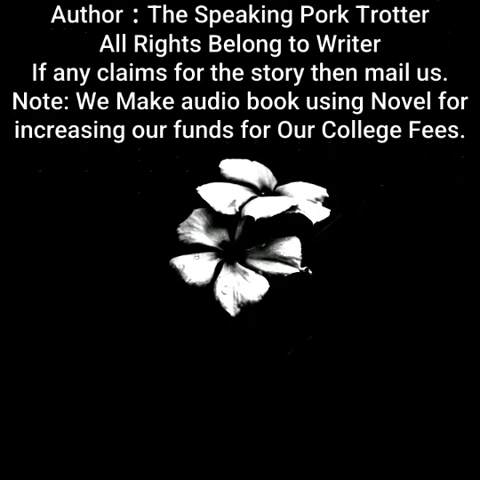 Author : The Speaking Pork Trotter
All Rights Belong to Writer
If any claims for the story then mail us.
Note: We Make audio book using Novel for
increasing our funds for Our College Fees.